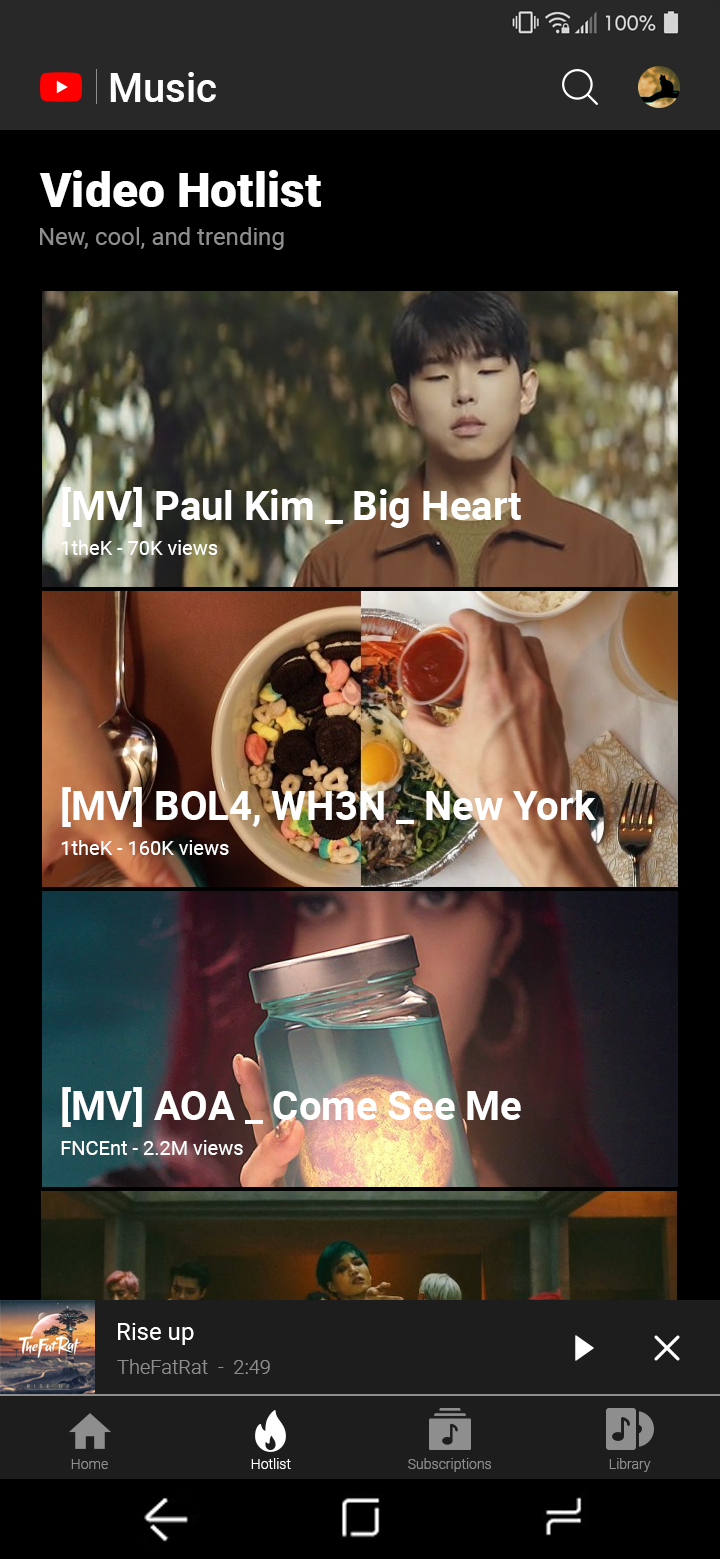 100%
Music
Video Hotlist
New, cool, and trending
[MV] Paul Kim _ Big Heart
1theK - 70K views
[MV] BOL4, WH3N _ New York
1theK - 160K views
[MV] AOA _ Come See Me
FNCEnt - 2.2M views
TheFatRat
RISE UP
Rise up
TheFatRat - 2:49
Home
Hotlist
Subscriptions
Library